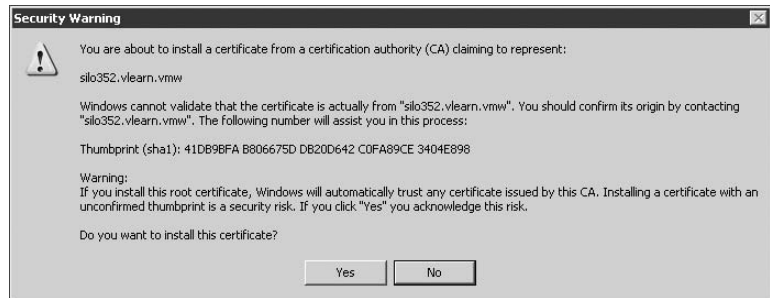 Security Warning
You are about to install a certificate from a certification authority (CA) claiming to represent:
silo352.vlearn.vmw
Windows cannot validate that the certificate is actually from "silo352.vlearn.vmw". You should confirm its origin by contacting
"silo352.vlearn.vmw". The following number will assist you in this process:
Thumbprint (sha1): 41DB9BFA B806675D DB20D642 C0FA89CE 3404E898
Warning:
If you install this root certificate, Windows will automatically trust any certificate issued by this CA. Installing a certificate with an
unconfirmed thumbprint is a security risk. If you click "Yes" you acknowledge this risk.
Do you want to install this certificate?
Yes No